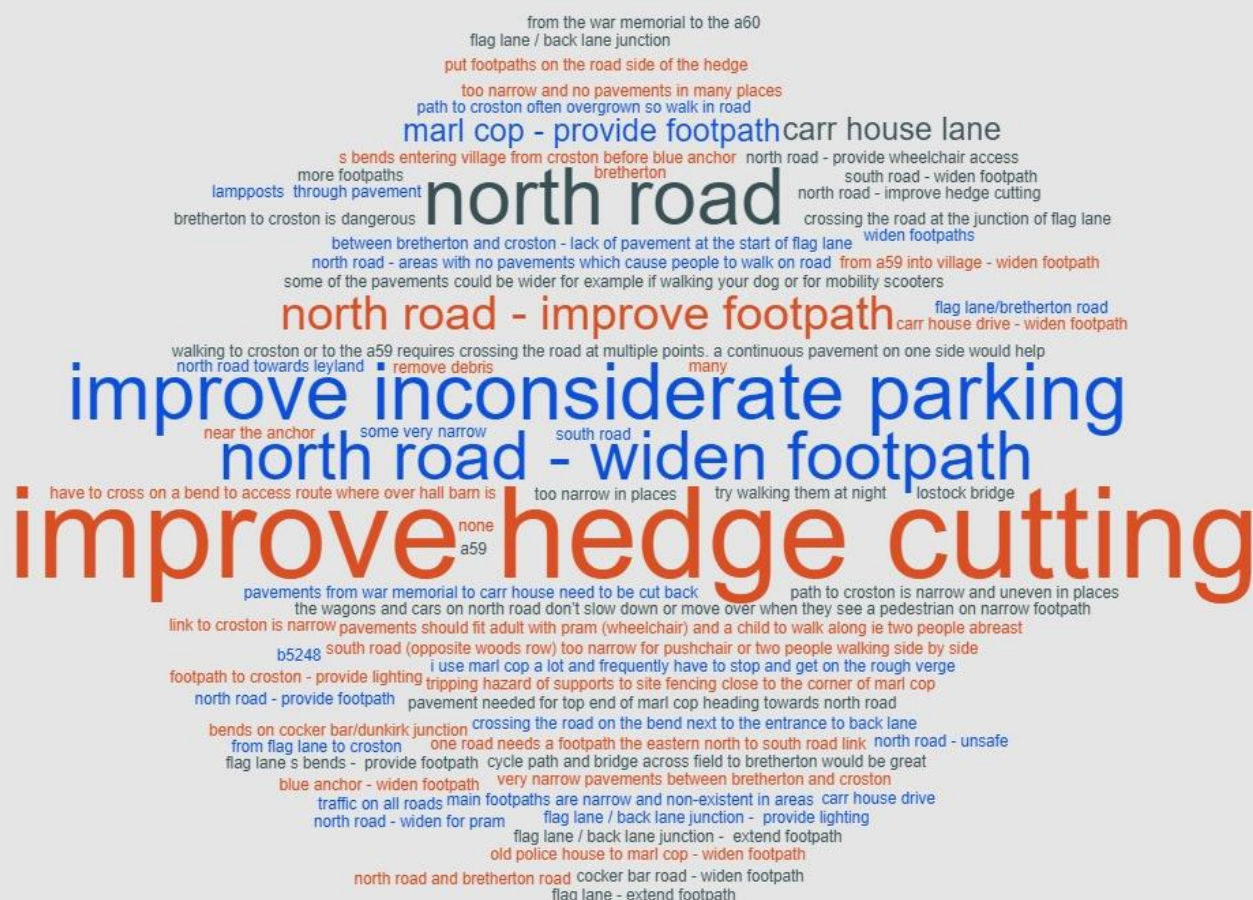 from the war memorial to the a60
flag lane / back lane junction
put footpaths on the road side of the hedge
too narrow and no pavements in many places
path to croston often overgrown so walk in road
marl cop - provide footpath carr house lane
s bends entering village from croston before blue anchor north road - provide wheelchair access
more footpaths bretherton south road - widen footpath
lampposts through pavement north road north road - improve hedge cutting
bretherton to croston is dangerous crossing the road at the junction of flag lane
between bretherton and croston - lack of pavement at the start of flag lane widen footpaths
north road - areas with no pavements which cause people to walk on road from a59 into village - widen footpath
some of the pavements could be wider for example if walking your dog or for mobility scooters
north road - improve footpath flag lane/bretherton road
carr house drive - widen footpath
walking to croston or to the a59 requires crossing the road at multiple points. a continuous pavement on one side would help
north road towards leyland remove debris many
improve inconsiderate parking
near the anchor some very narrow south road
north road - widen footpath
have to cross on a bend to access route where over hall barn is too narrow in places try walking them at night lostock bridge
improve hedge cutting
none
a59
pavements from war memorial to carr house need to be cut back path to croston is narrow and uneven in places
the wagons and cars on north road don't slow down or move over when they see a pedestrian on narrow footpath
link to croston is narrow pavements should fit adult with pram (wheelchair) and a child to walk along ie two people abreast
b5248 south road (opposite woods row) too narrow for pushchair or two people walking side by side
i use marl cop a lot and frequently have to stop and get on the rough verge
footpath to croston - provide lighting tripping hazard of supports to site fencing close to the corner of marl cop
north road - provide footpath pavement needed for top end of marl cop heading towards north road
bends on cocker bar/dunkirk junction crossing the road on the bend next to the entrance to back lane
from flag lane to croston one road needs a footpath the eastern north to south road link north road - unsafe
flag lane s bends - provide footpath cycle path and bridge across field to bretherton would be great
blue anchor - widen footpath very narrow pavements between bretherton and croston
traffic on all roads main footpaths are narrow and non-existent in areas carr house drive
north road - widen for pram flag lane / back lane junction - provide lighting
flag lane / back lane junction - extend footpath
old police house to marl cop - widen footpath
north road and bretherton road cocker bar road - widen footpath
flag lane - extend footpath